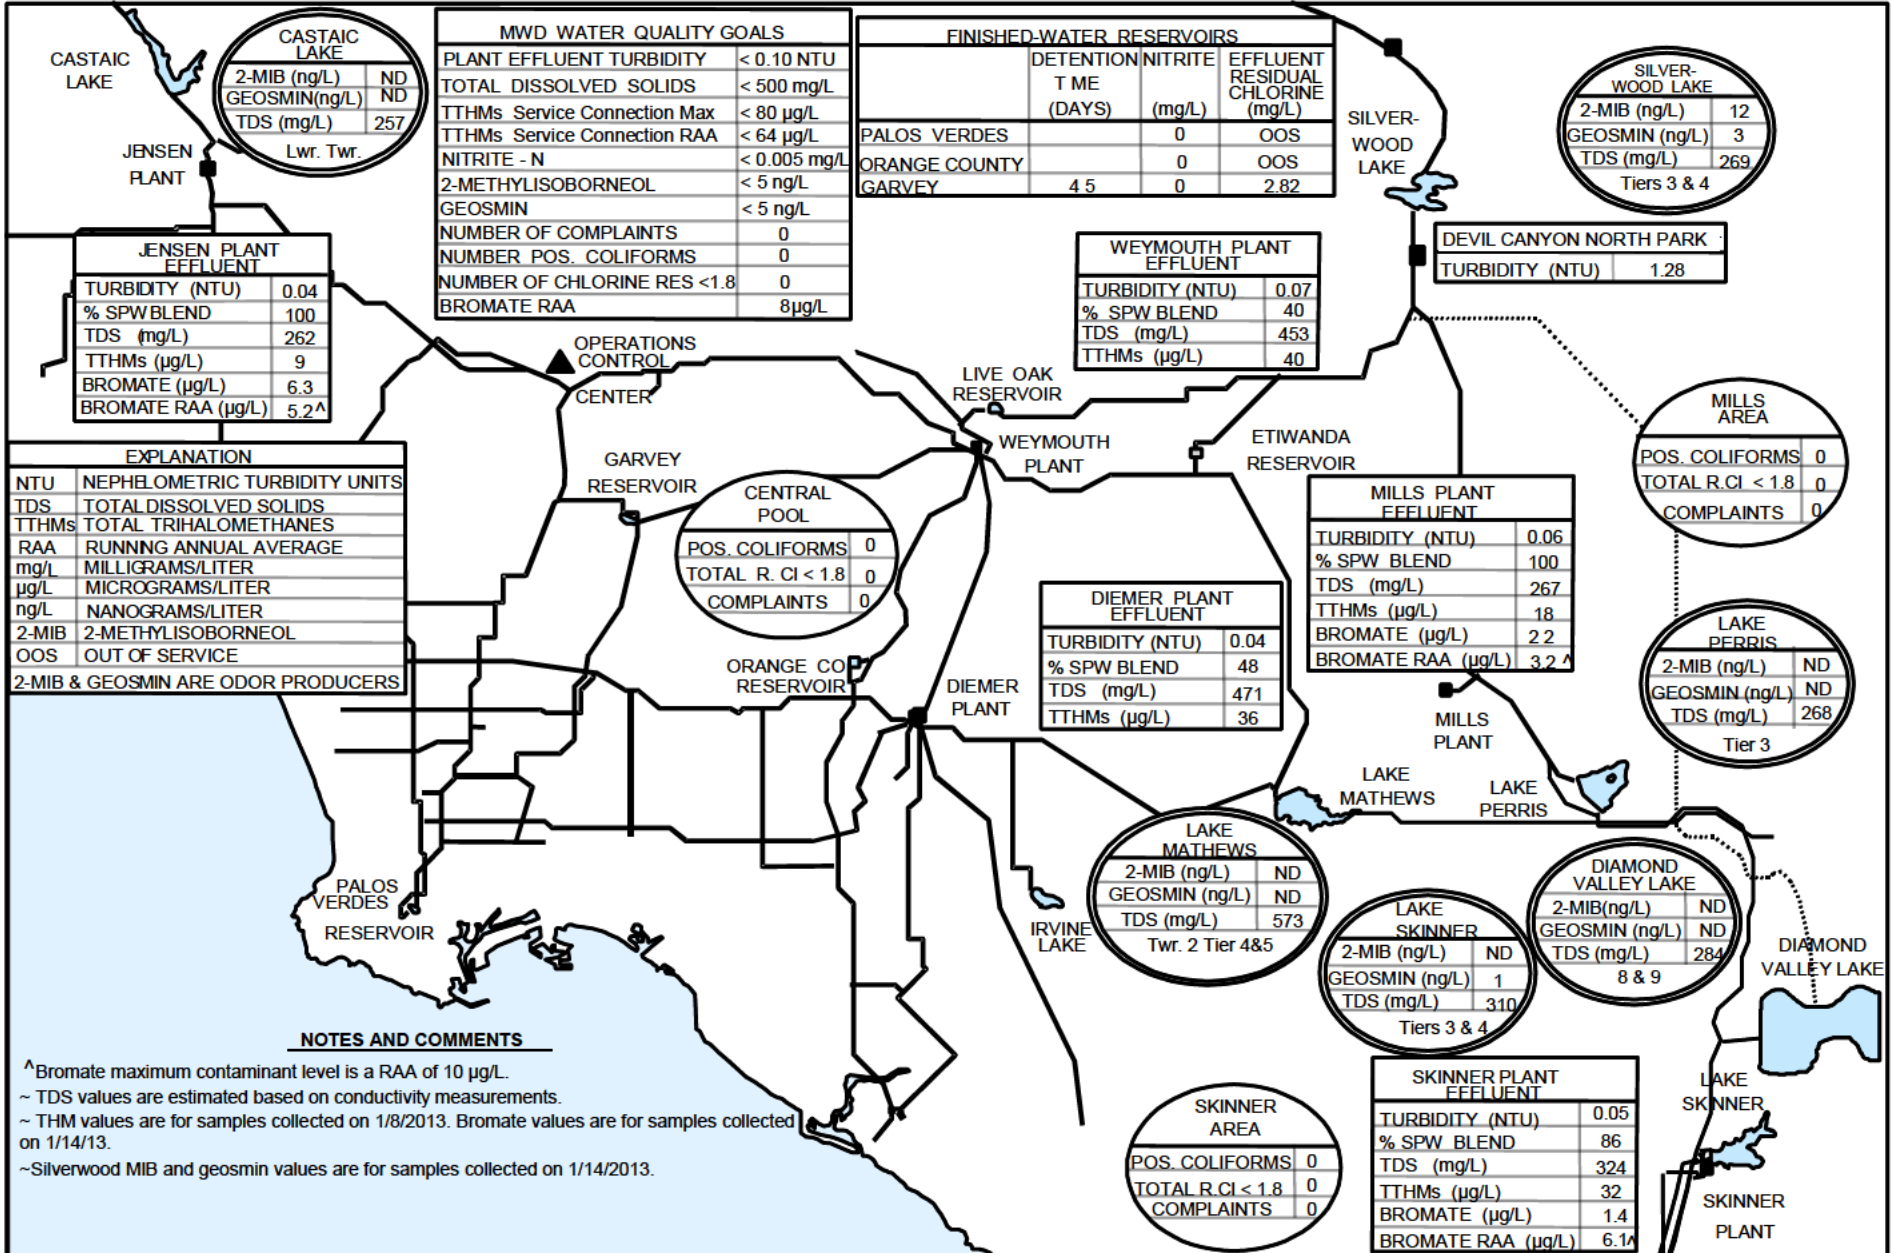 CASTAIC
LAKE
CASTAIC
LAKE
2-MIB (ng/L) ND
GEOSMIN(ng/L) ND
TDS (mg/L) 257
Lwr. Twr.
JENSEN
PLANT
MWD WATER QUALITY GOALS
PLANT EFFLUENT TURBIDITY < 0.10 NTU
TOTAL DISSOLVED SOLIDS < 500 mg/L
TTHMs Service Connection Max < 80 µg/L
TTHMs Service Connection RAA < 64 µg/L
NITRITE - N < 0.005 mg/L
2-METHYLISOBORNEOL < 5 ng/L
GEOSMIN < 5 ng/L
NUMBER OF COMPLAINTS 0
NUMBER POS. COLIFORMS 0
NUMBER OF CHLORINE RES <1.8 0
BROMATE RAA 8µg/L
FINISHED-WATER RESERVOIRS
DETENTION NITRITE EFFLUENT
T ME RESIDUAL
CHLORINE
(DAYS) (mg/L) (mg/L)
PALOS VERDES 0 OOS
ORANGE COUNTY 0 OOS
GARVEY 4 5 0 2.82
SILVER-
WOOD
LAKE
SILVER-
WOOD LAKE
2-MIB (ng/L) 12
GEOSMIN (ng/L) 3
TDS (mg/L) 269
Tiers 3 & 4
DEVIL CANYON NORTH PARK
TURBIDITY (NTU) 1.28
JENSEN PLANT
EFFLUENT
TURBIDITY (NTU) 0.04
% SPW BLEND 100
TDS (mg/L) 262
TTHMs (µg/L) 9
BROMATE (µg/L) 6.3
BROMATE RAA (µg/L) 5.2^
WEYMOUTH PLANT
EFFLUENT
TURBIDITY (NTU) 0.07
% SPW BLEND 40
TDS (mg/L) 453
TTHMs (µg/L) 40
OPERATIONS
CONTROL
CENTER
LIVE OAK
RESERVOIR
WEYMOUTH
PLANT
ETIWANDA
RESERVOIR
MILLS
AREA
POS. COLIFORMS 0
TOTAL R.CI < 1.8 0
COMPLAINTS 0
EXPLANATION
NTU NEPHELOMETRIC TURBIDITY UNITS
TDS TOTAL DISSOLVED SOLIDS
TTHMs TOTAL TRIHALOMETHANES
RAA RUNNING ANNUAL AVERAGE
mg/L MILLIGRAMS/LITER
µg/L MICROGRAMS/LITER
ng/L NANOGRAMS/LITER
2-MIB 2-METHYLISOBORNEOL
OOS OUT OF SERVICE
2-MIB & GEOSMIN ARE ODOR PRODUCERS
GARVEY
RESERVOIR
CENTRAL
POOL
POS. COLIFORMS 0
TOTAL R. CI < 1.8 0
COMPLAINTS 0
MILLS PLANT
EFFLUENT
TURBIDITY (NTU) 0.06
% SPW BLEND 100
TDS (mg/L) 267
TTHMs (µg/L) 18
BROMATE (µg/L) 2 2
BROMATE RAA (µg/L) 3.2 ^
DIEMER PLANT
EFFLUENT
TURBIDITY (NTU) 0.04
% SPW BLEND 48
TDS (mg/L) 471
TTHMs (µg/L) 36
LAKE
PERRIS
2-MIB (ng/L) ND
GEOSMIN (ng/L) ND
TDS (mg/L) 268
Tier 3
ORANGE CO
RESERVOIR
DIEMER
PLANT
MILLS
PLANT
LAKE
MATHEWS
LAKE
PERRIS
LAKE
MATHEWS
2-MIB (ng/L) ND
GEOSMIN (ng/L) ND
TDS (mg/L) 573
Twr. 2 Tier 4&5
DIAMOND
VALLEY LAKE
2-MIB(ng/L) ND
GEOSMIN (ng/L) ND
TDS (mg/L) 284
8 & 9
PALOS
VERDES
RESERVOIR
IRVINE
LAKE
LAKE
SKINNER
2-MIB (ng/L) ND
GEOSMIN (ng/L) 1
TDS (mg/L) 310
Tiers 3 & 4
DIAMOND
VALLEY LAKE
NOTES AND COMMENTS
^Bromate maximum contaminant level is a RAA of 10 µg/L.
~ TDS values are estimated based on conductivity measurements.
~ THM values are for samples collected on 1/8/2013. Bromate values are for samples collected
on 1/14/13.
~Silverwood MIB and geosmin values are for samples collected on 1/14/2013.
SKINNER
AREA
POS. COLIFORMS 0
TOTAL R.CI < 1.8 0
COMPLAINTS 0
SKINNER PLANT
EFFLUENT
TURBIDITY (NTU) 0.05
% SPW BLEND 86
TDS (mg/L) 324
TTHMs (µg/L) 32
BROMATE (µg/L) 1.4
BROMATE RAA (µg/L) 6.1^
LAKE
SKINNER
SKINNER
PLANT